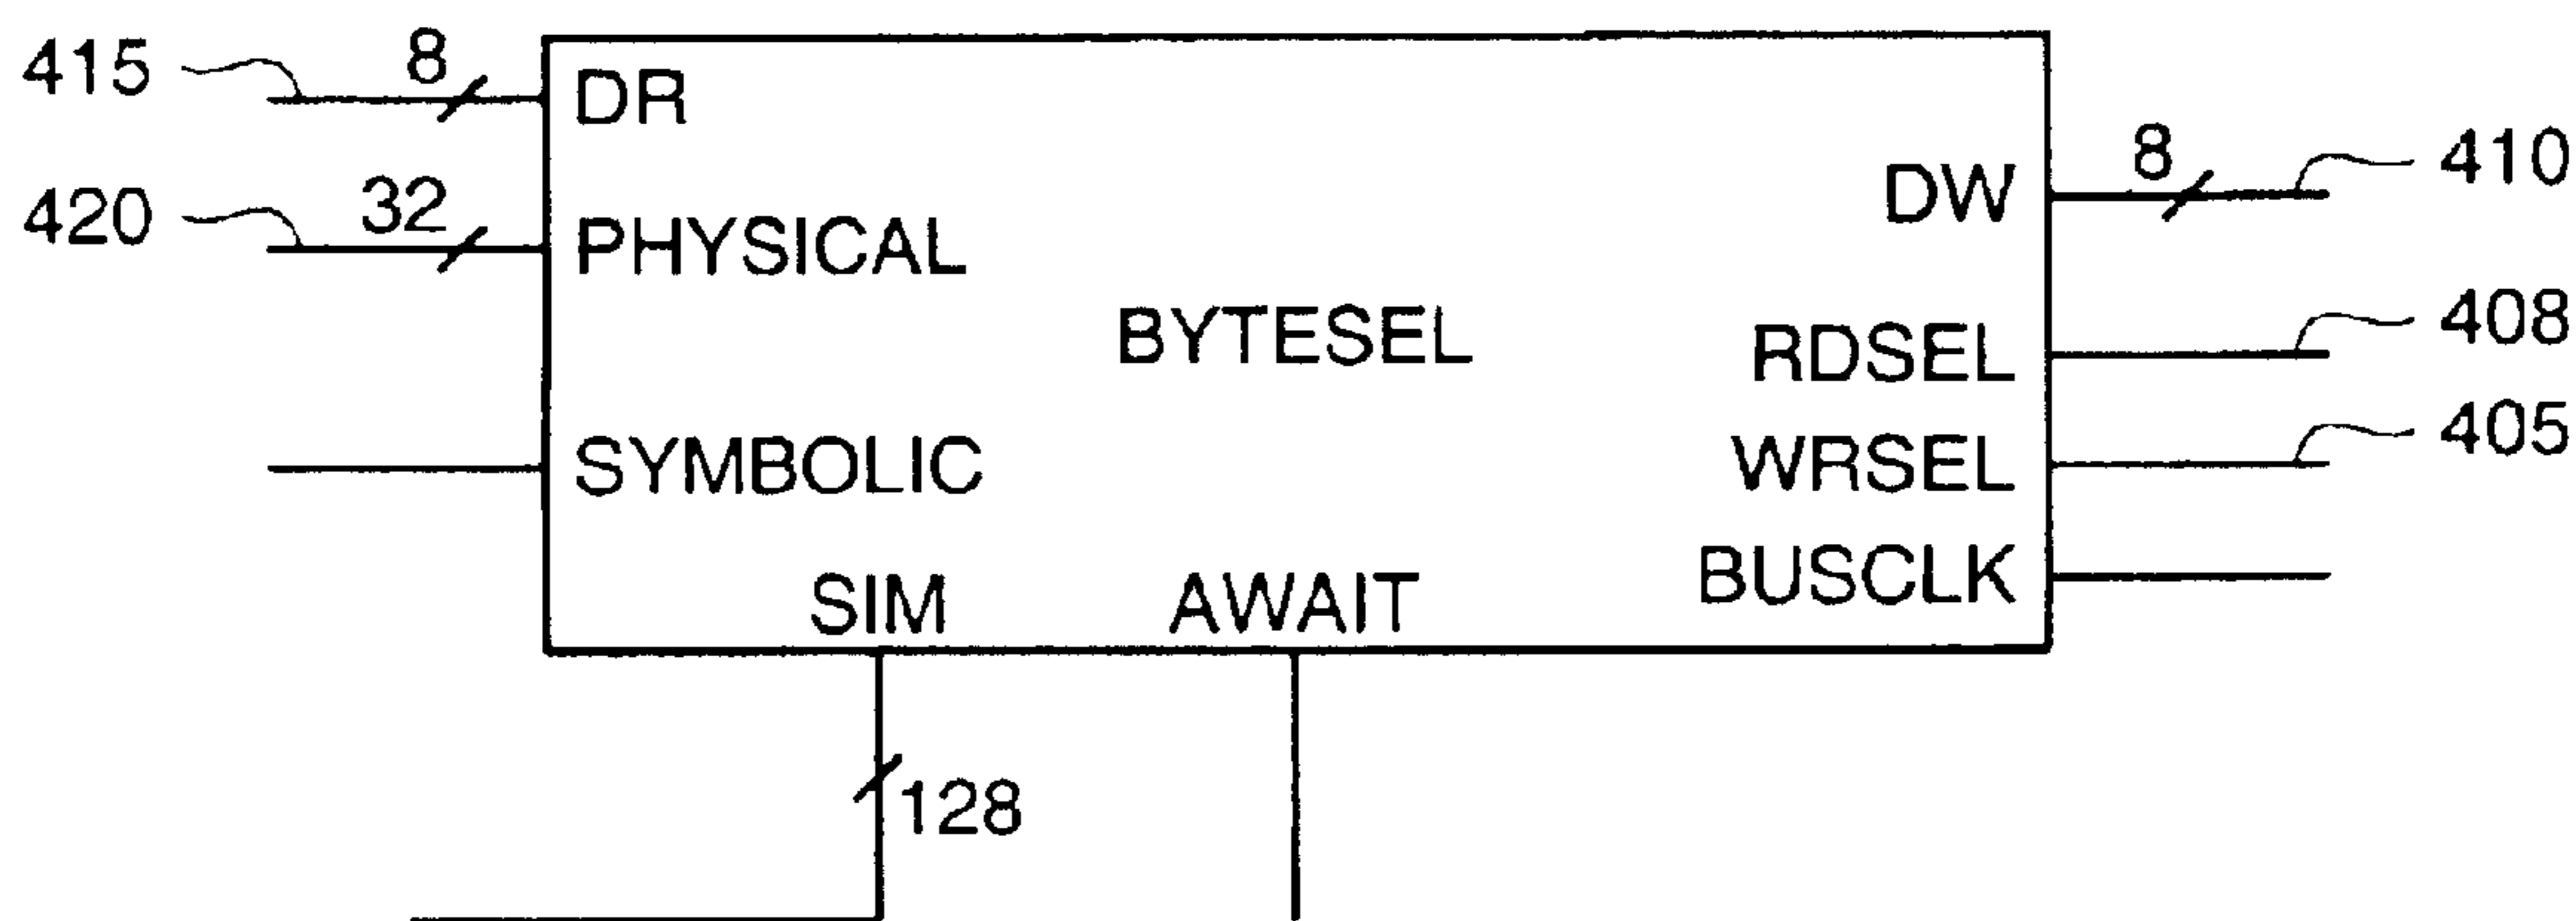 415 8 DR
420 32 PHYSICAL
SYMBOLIC
BYTESEL
DW 8 410
RDSEL 408
WRSEL 405
BUSCLK
SIM AWAIT
128